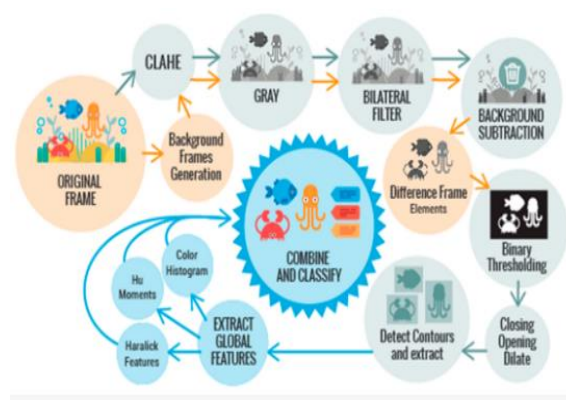 CLAHE
GRAY
BILATERAL
FILTER
BACKGROUND
SUBTRACTION
ORIGINAL
FRAME
Background
Frames
Generation
Difference Frame
Elements
Binary
Thresholding
COMBINE
AND CLASSIFY
Color
Histogram
Hu
Moments
Haralick
Features
EXTRACT
GLOBAL
FEATURES
Detect Contours
and extract
Closing
Opening
Dilate